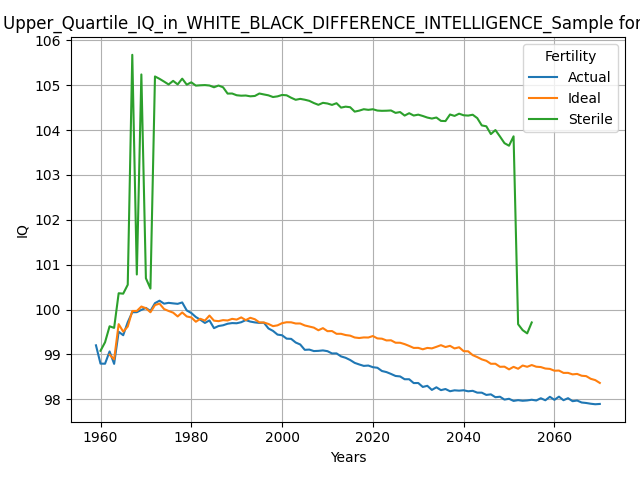 Upper_Quartile_IQ_in_WHITE_BLACK_DIFFERENCE_INTELLIGENCE_Sample for
106
105
104
103
102
101
100
99
98
IQ
Fertility
Actual
Ideal
Sterile
1960 1980 2000 2020 2040 2060
Years